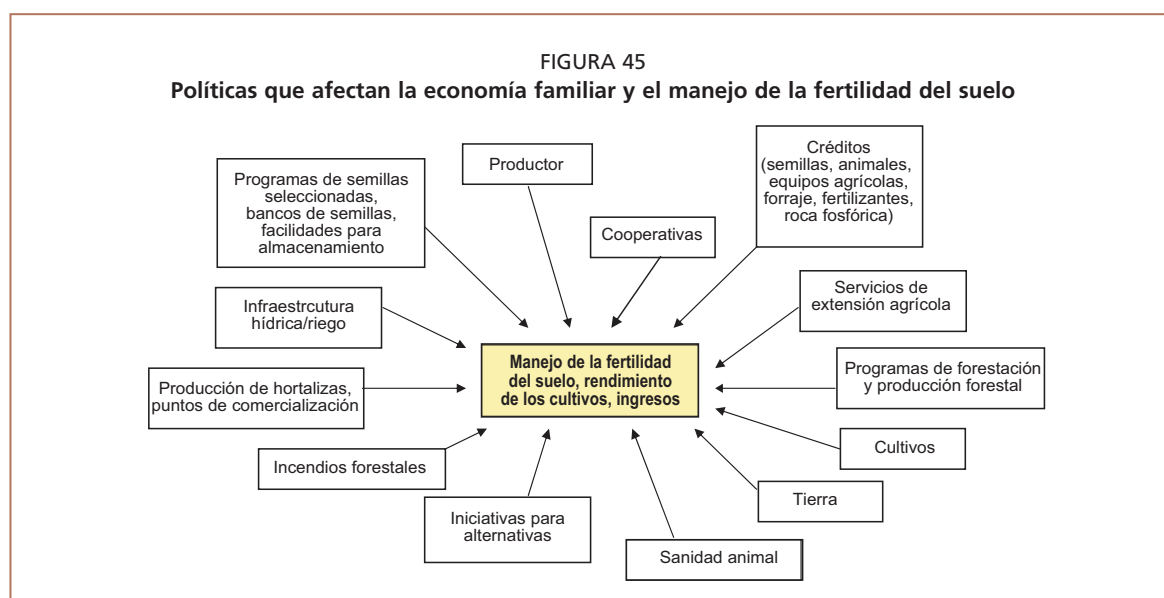 FIGURA 45
Políticas que afectan la economía familiar y el manejo de la fertilidad del suelo
Programas de semillas
seleccionadas,
bancos de semillas,
facilidades para
almacenamiento
Productor
Cooperativas
Créditos
(semillas, animales,
equipos agrícolas,
forraje, fertilizantes,
roca fosfórica)
Infraestrcutura
hídrica/riego
Servicios de
extensión agrícola
Manejo de la fertilidad
del suelo, rendimiento
de los cultivos, ingresos
Producción de hortalizas,
puntos de comercialización
Programas de forestación
y producción forestal
Incendios forestales
Cultivos
Iniciativas para
alternativas
Tierra
Sanidad animal